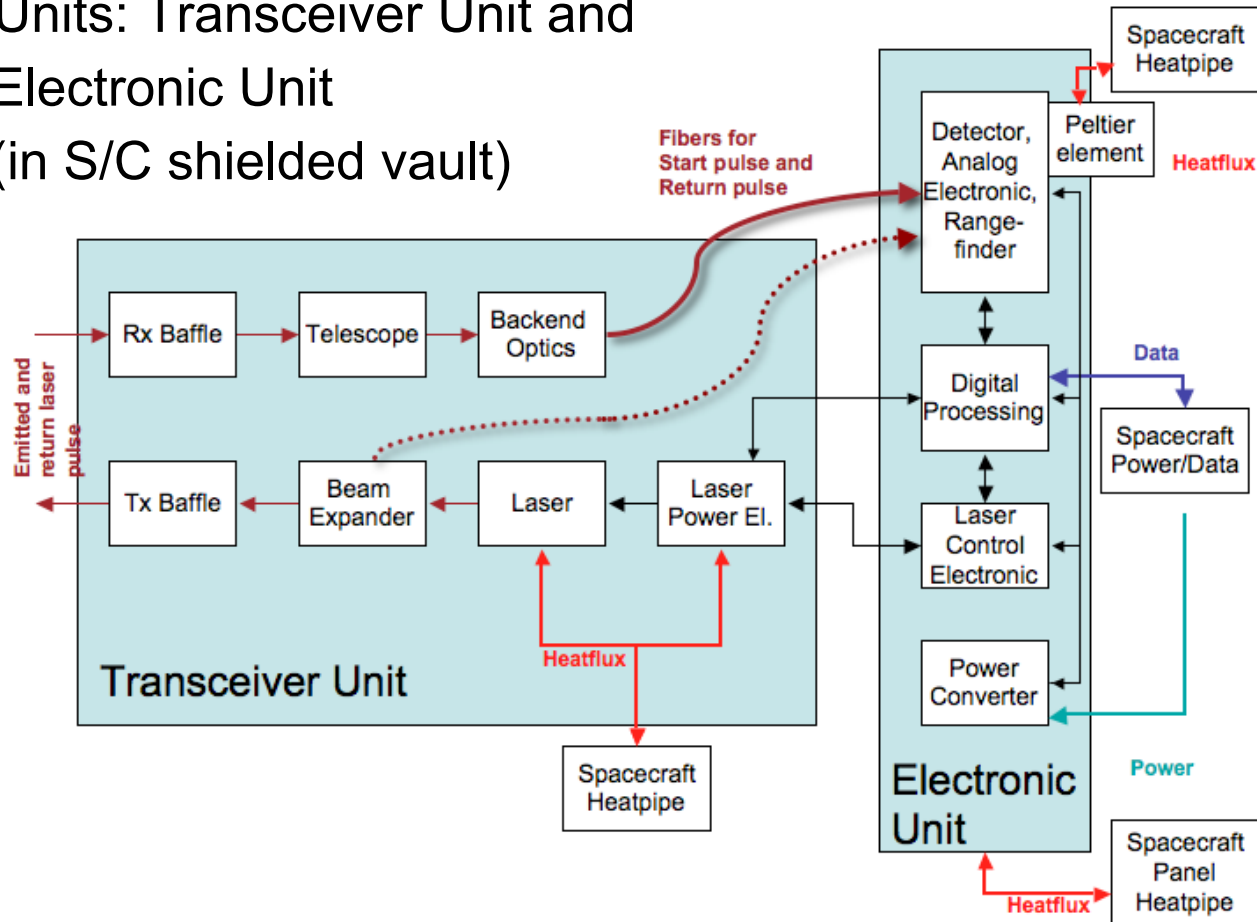 Units: Transceiver Unit and
Electronic Unit
(in S/C shielded vault)
Spacecraft
Heatpipe
Peltier
element
Heatflux
Detector,
Analog
Electronic,
Range-
finder
Fibers for
Start pulse and
Return pulse
Rx Baffle
Telescope
Backend
Optics
Emitted and
return laser
pulse
Digital
Processing
Data
Spacecraft
Power/Data
Tx Baffle
Beam
Expander
Laser
Laser
Power El.
Laser
Control
Electronic
Heatflux
Transceiver Unit
Power
Converter
Spacecraft
Heatpipe
Electronic
Unit
Power
Spacecraft
Panel
Heatpipe
Heatflux